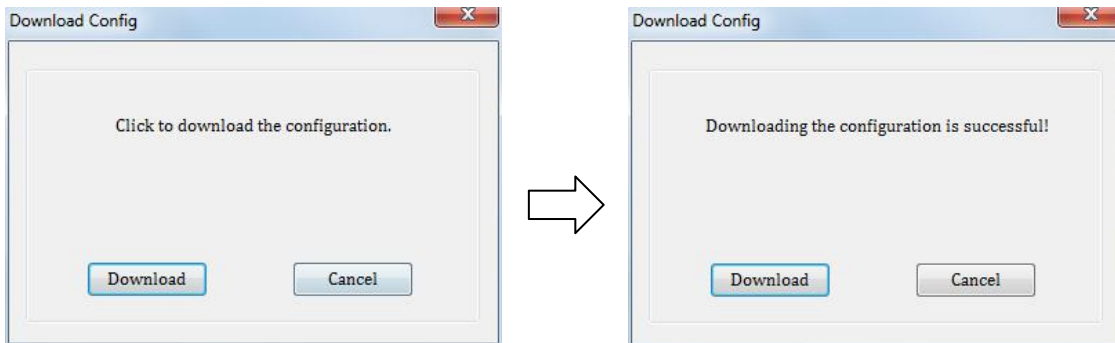 Download Config
Click to download the configuration.
Download Cancel
Download Config
Downloading the configuration is successful!
Download Cancel